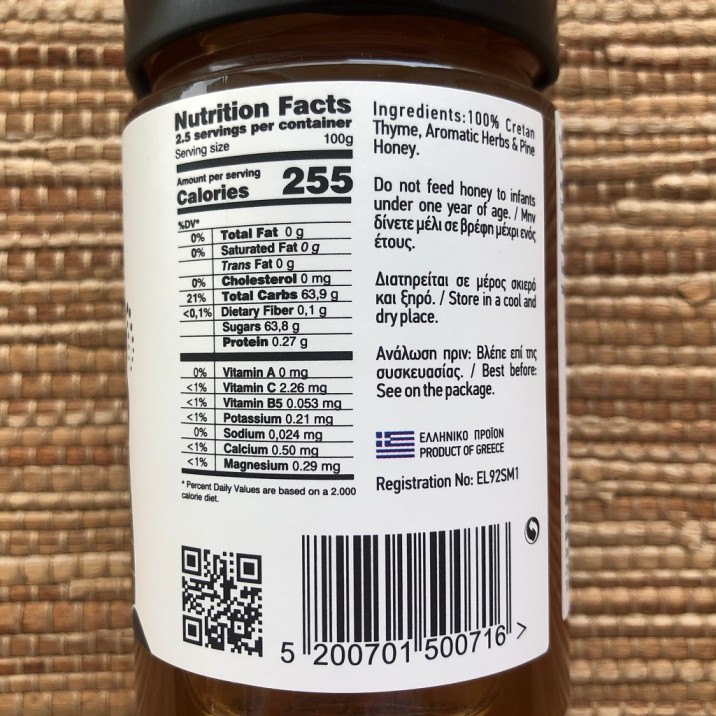 Nutrition Facts
2.5 servings per container
Serving size 100g
Amount per serving
Calories 255
%DV*
0% Total Fat 0 g
0% Saturated Fat 0 g
Trans Fat 0 g
0% Cholesterol 0 mg
21% Total Carbs 63,9 g
<0,1% Dietary Fiber 0,1 g
Sugars 63,8 g
Protein 0.27 g
0% Vitamin A 0 mg
<1% Vitamin C 2.26 mg
<1% Vitamin B5 0.053 mg
<1% Potassium 0.21 mg
0% Sodium 0,024 mg
<1% Calcium 0.50 mg
<1% Magnesium 0.29 mg
* Percent Daily Values are based on a 2.000
calorie diet.
Ingredients:100% Cretan
Thyme, Aromatic Herbs & Pine
Honey.
Do not feed honey to infants
under one year of age. / Μην
δίνετε μέλι σε βρέφη μέχρι ενός
έτους.
Διατηρείται σε μέρος σκιερό
και ξηρό. / Store in a cool and
dry place.
Ανάλωση πριν: Βλέπε επί της
συσκευασίας. / Best before:
See on the package.
ΕΛΛΗΝΙΚΟ ΠΡΟΪΟΝ
PRODUCT OF GREECE
Registration No: EL92SM1
5 200701 500716 >